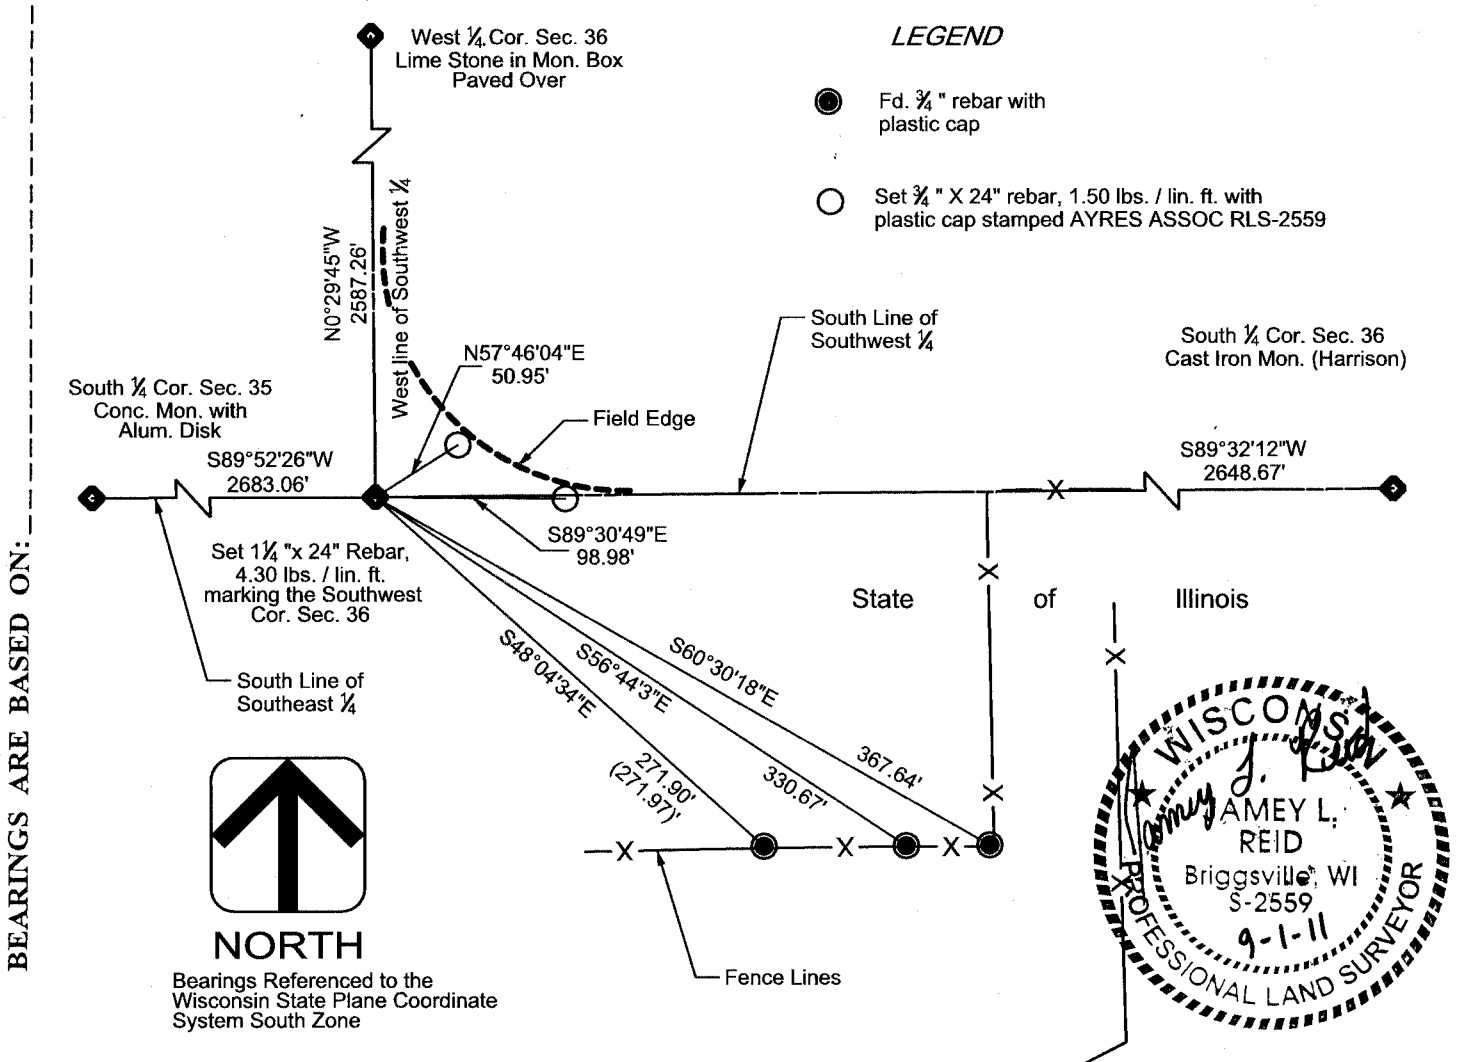 BEARINGS ARE BASED ON:
West ¼ Cor. Sec. 36
Lime Stone in Mon. Box
Paved Over
LEGEND
Fd. ¾ " rebar with
plastic cap
Set ¾ " X 24" rebar, 1.50 lbs. / lin. ft. with
plastic cap stamped AYRES ASSOC RLS-2559
N0°29'45"W
2587.26'
West line of Southwest ¼
N57°46'04"E
50.95'
South Line of
Southwest ¼
South ¼ Cor. Sec. 36
Cast Iron Mon. (Harrison)
South ¼ Cor. Sec. 35
Conc. Mon. with
Alum. Disk
Field Edge
S89°52'26"W
2683.06'
S89°32'12"W
2648.67'
X
S89°30'49"E
98.98'
Set 1¼ "x 24" Rebar,
4.30 lbs. / lin. ft.
marking the Southwest
Cor. Sec. 36
X
State of Illinois
X
S48°04'34"E
271.90'
(271.97)'
S56°44'3"E
330.67'
S60°30'18"E
367.64'
South Line of
Southeast ¼
X
X X X
X
Fence Lines
NORTH
Bearings Referenced to the
Wisconsin State Plane Coordinate
System South Zone
WISCONSIN
Amey L. Reid
AMEY L.
REID
Briggsville, WI
S-2559
9-1-11
PROFESSIONAL LAND SURVEYOR